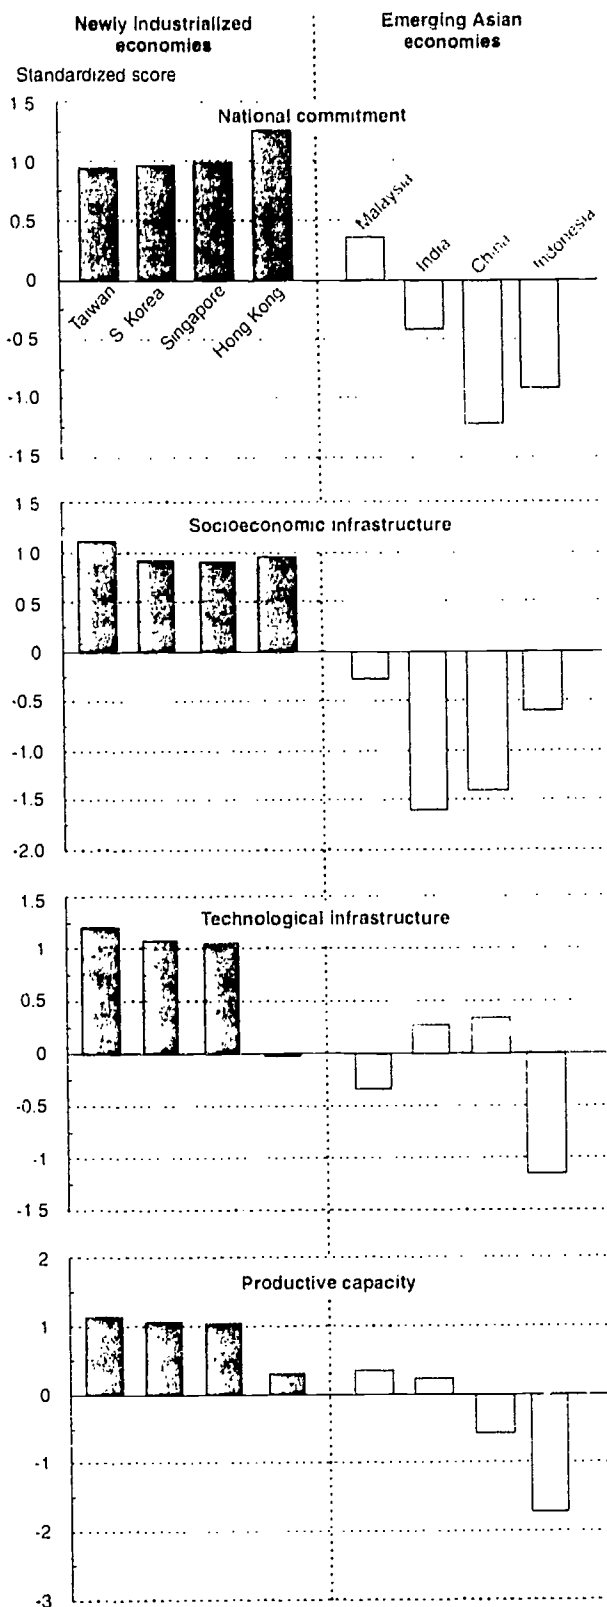 Newly Industrialized
economies
Emerging Asian
economies
Standardized score
National commitment
1 5
1 0
0.5
0
-0.5
-1.0
-1 5
Taiwan
S Korea
Singapore
Hong Kong
Malaysia
India
China
Indonesia
Socioeconomic infrastructure
1 5
1 0
0 5
0
-0.5
-1.0
-1.5
-2.0
Technological infrastructure
1.5
1
0.5
0
-0.5
-1
-1 5
Productive capacity
2
1
0
-1
-2
-3